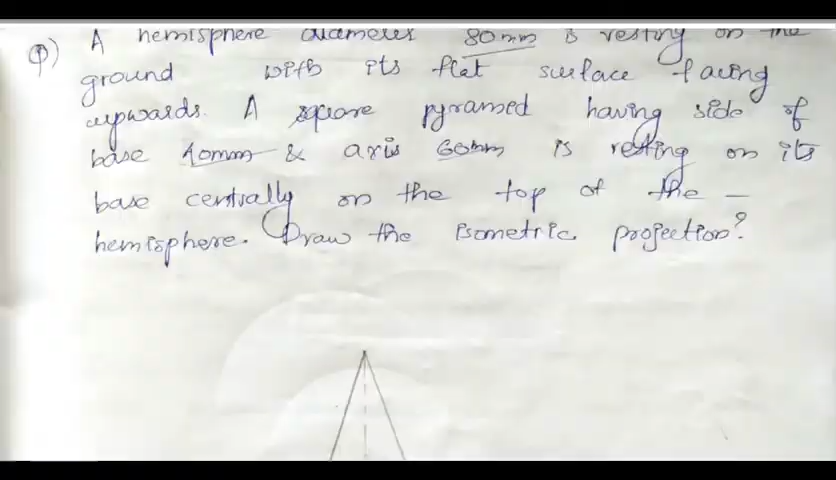 Q) A hemisphere diameter 80mm is resting on the
ground with its flat surface facing
upwards. A square pyramed having side of
base 40mm & axis 60mm is resting on its
base centrally on the top of the -
hemisphere. Draw the isometric projection?